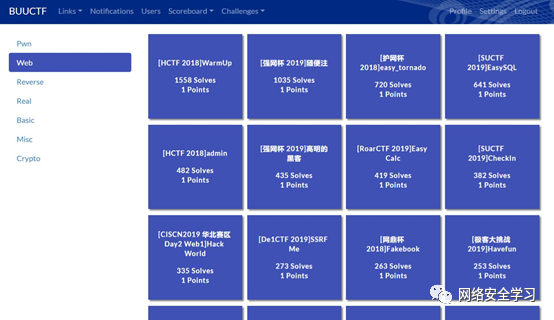 BUUCTF Links Notifications Users Scoreboard Challenges Profile Settings Logout
Pwn
Web
Reverse
Real
Basic
Misc
Crypto
[HCTF 2018]WarmUp
1558 Solves
1 Points
[强网杯 2019]随便注
1035 Solves
1 Points
[护网杯
2018]easy_tornado
720 Solves
1 Points
[SUCTF
2019]EasySQL
641 Solves
1 Points
[HCTF 2018]admin
482 Solves
1 Points
[强网杯 2019]高明的
黑客
435 Solves
1 Points
[RoarCTF 2019]Easy
Calc
419 Solves
1 Points
[SUCTF
2019]CheckIn
382 Solves
1 Points
[CISCN2019 华北赛区
Day2 Web1]Hack
World
335 Solves
1 Points
[De1CTF 2019]SSRF
Me
273 Solves
1 Points
[网鼎杯
2018]Fakebook
263 Solves
1 Points
[极客大挑战
2019]Havefun
253 Solves
1 Points
网络安全学习